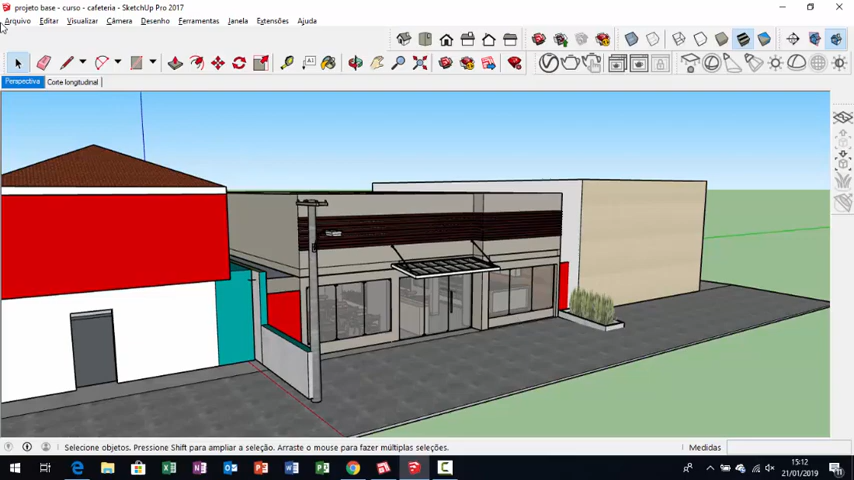 projeto base - curso - cafeteria - SketchUp Pro 2017
Arquivo Editar Visualizar Câmera Desenho Ferramentas Janela Extensões Ajuda
Perspectiva Corte longitudinal
Selecione objetos. Pressione Shift para ampliar a seleção. Arraste o mouse para fazer múltiplas seleções. Medidas
15:12
21/01/2019